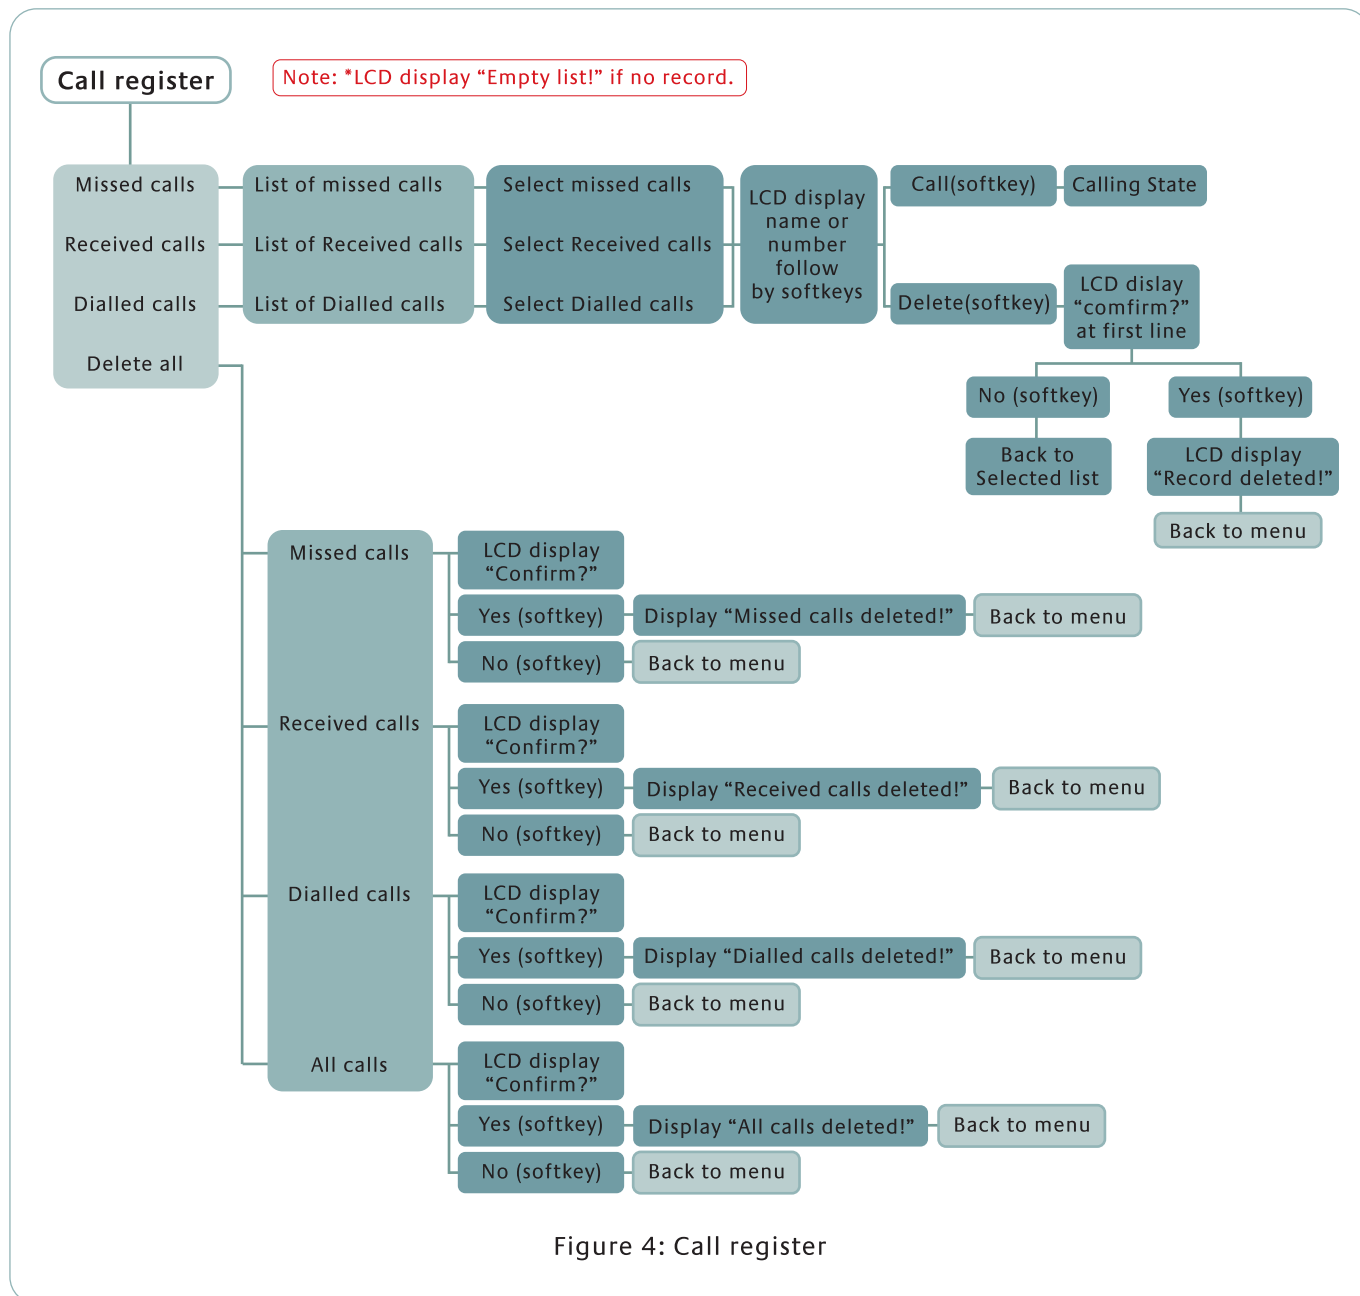 Call register
Note: *LCD display “Empty list!” if no record.
Missed calls
Received calls
Dialled calls
Delete all
List of missed calls
List of Received calls
List of Dialled calls
Select missed calls
Select Received calls
Select Dialled calls
LCD display
name or
number
follow
by softkeys
Call(softkey)
Calling State
Delete(softkey)
LCD dislay
“comfirm?”
at first line
No (softkey)
Back to
Selected list
Yes (softkey)
LCD display
“Record deleted!”
Back to menu
Missed calls
LCD display
“Confirm?”
Yes (softkey)
Display “Missed calls deleted!”
Back to menu
No (softkey)
Back to menu
Received calls
LCD display
“Confirm?”
Yes (softkey)
Display “Received calls deleted!”
Back to menu
No (softkey)
Back to menu
Dialled calls
LCD display
“Confirm?”
Yes (softkey)
Display “Dialled calls deleted!”
Back to menu
No (softkey)
Back to menu
All calls
LCD display
“Confirm?”
Yes (softkey)
Display “All calls deleted!”
Back to menu
No (softkey)
Back to menu
Figure 4: Call register